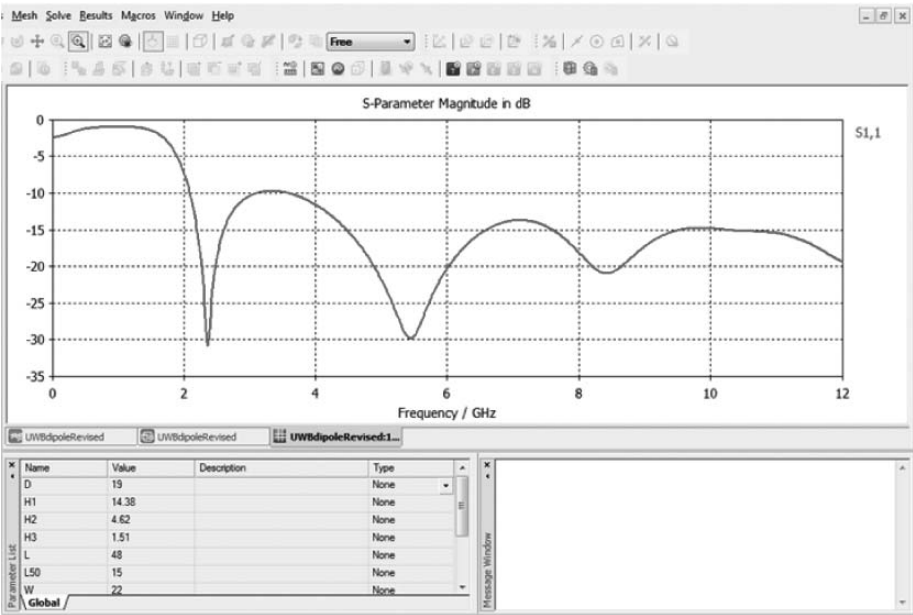 Mesh Solve Results Macros Window Help
Free
S-Parameter Magnitude in dB
S1,1
0
-5
-10
-15
-20
-25
-30
-35
0 2 4 6 8 10 12
Frequency / GHz
UWBdipoleRevised UWBdipoleRevised UWBdipoleRevised:1...
Name Value Description Type
D 19 None
H1 14.38 None
H2 4.62 None
H3 1.51 None
L 48 None
L50 15 None
W 22 None
Global
Parameter List
Message Window